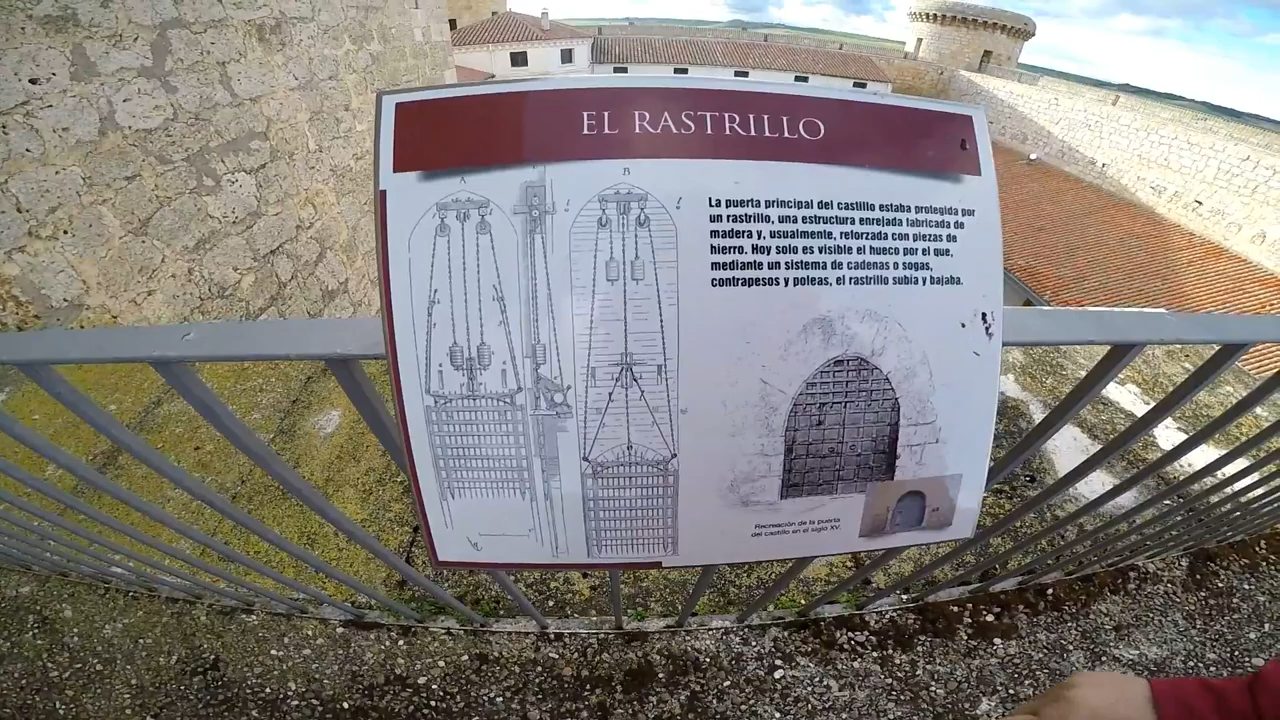 EL RASTRILLO
A
B
La puerta principal del castillo estaba protegida por
un rastrillo, una estructura enrejada fabricada de
madera y, usualmente, reforzada con piezas de
hierro. Hoy solo es visible el hueco por el que,
mediante un sistema de cadenas o sogas,
contrapesos y poleas, el rastrillo subía y bajaba.
Recreación de la puerta
del castillo en el siglo XV.